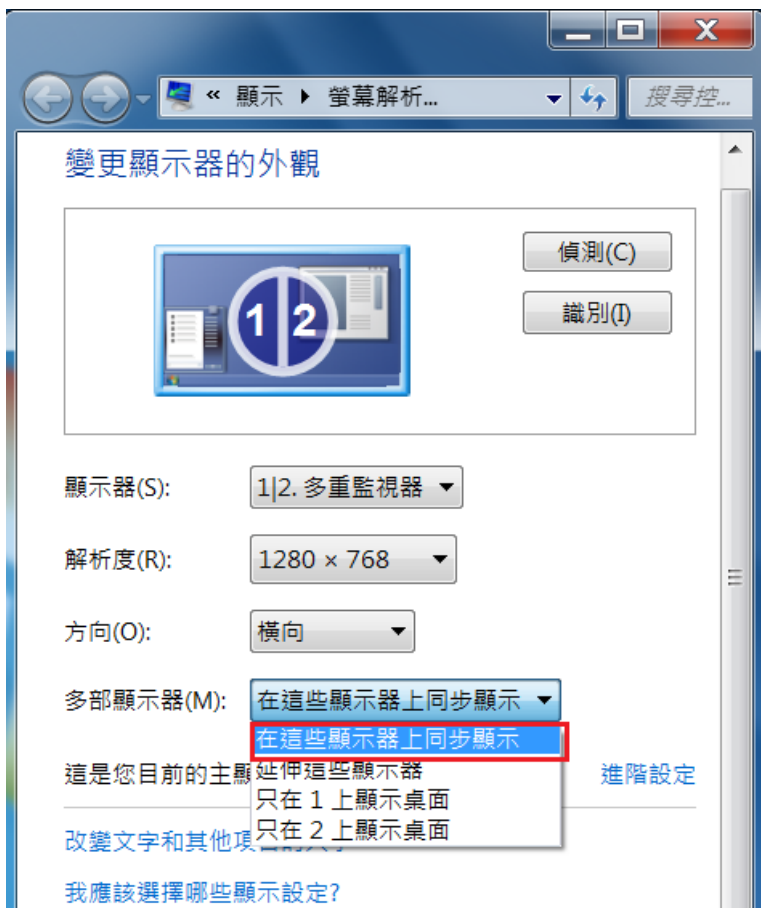 X
« 顯示 ▸ 螢幕解析... 搜尋控...
變更顯示器的外觀
偵測(C)
識別(I)
1 2
顯示器(S): 1|2. 多重監視器
解析度(R): 1280 × 768
方向(O): 橫向
多部顯示器(M): 在這些顯示器上同步顯示
在這些顯示器上同步顯示
這是您目前的主顯 延伸這些顯示器 進階設定
只在 1 上顯示桌面
只在 2 上顯示桌面
改變文字和其他項
我應該選擇哪些顯示設定?